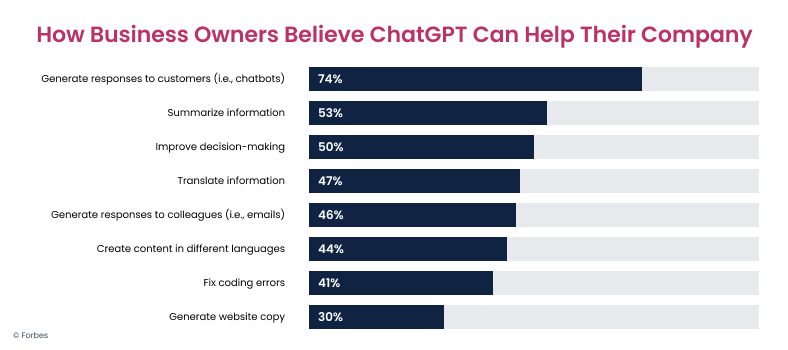 How Business Owners Believe ChatGPT Can Help Their Company
Generate responses to customers (i.e., chatbots) 74%
Summarize information 53%
Improve decision-making 50%
Translate information 47%
Generate responses to colleagues (i.e., emails) 46%
Create content in different languages 44%
Fix coding errors 41%
Generate website copy 30%
© Forbes